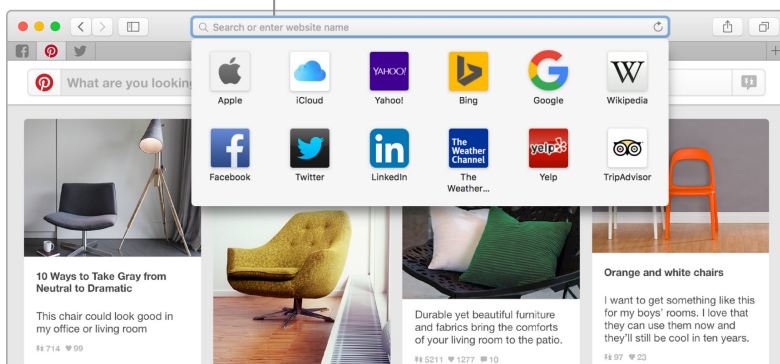 Search or enter website name
What are you looking
YAHOO!
W
Apple
iCloud
Yahoo!
Bing
Google
Wikipedia
The
Weather
Channel
yelp
Facebook
Twitter
LinkedIn
The
Weather...
Yelp
TripAdvisor
10 Ways to Take Gray from
Neutral to Dramatic
This chair could look good in
my office or living room
714 99
Durable yet beautiful furniture
and fabrics bring the comforts
of your living room to the patio.
5211 1277 10
Orange and white chairs
I want to get something like this
for my boys' rooms. I love that
they can use them now and
they'll still be cool in ten years.
97 23